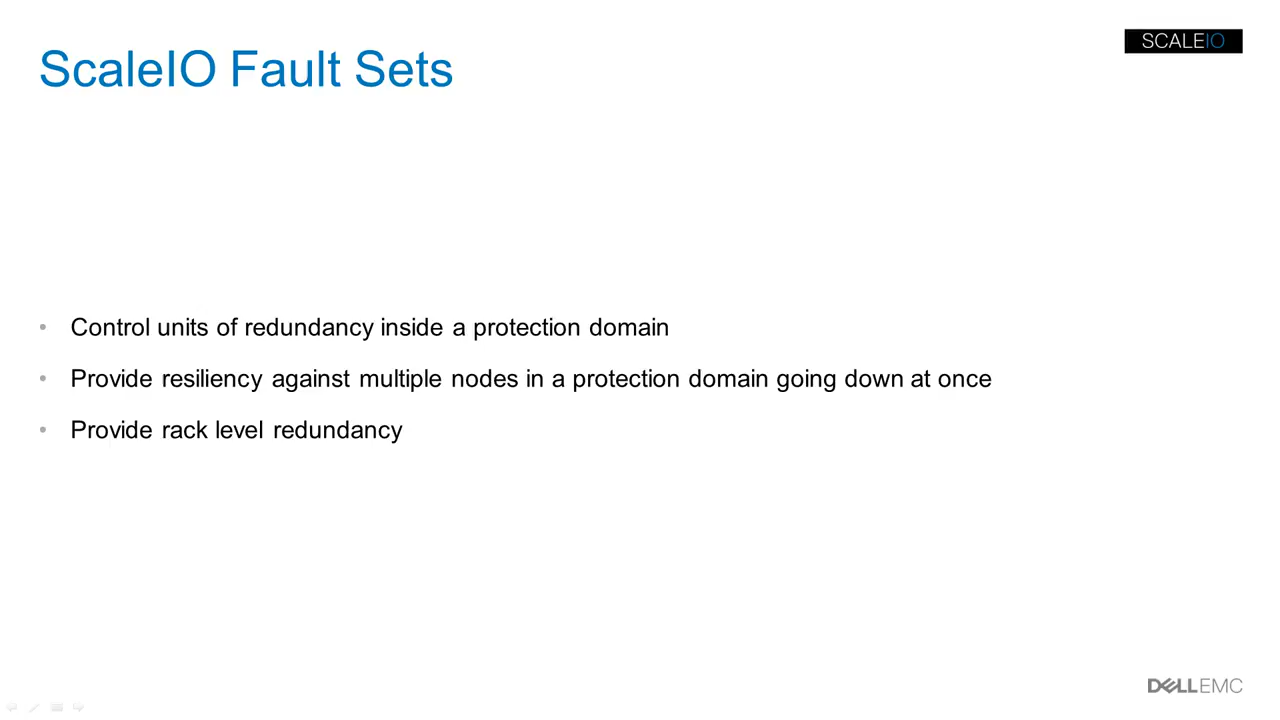 SCALEIO
ScaleIO Fault Sets
• Control units of redundancy inside a protection domain
• Provide resiliency against multiple nodes in a protection domain going down at once
• Provide rack level redundancy
DELLEMC